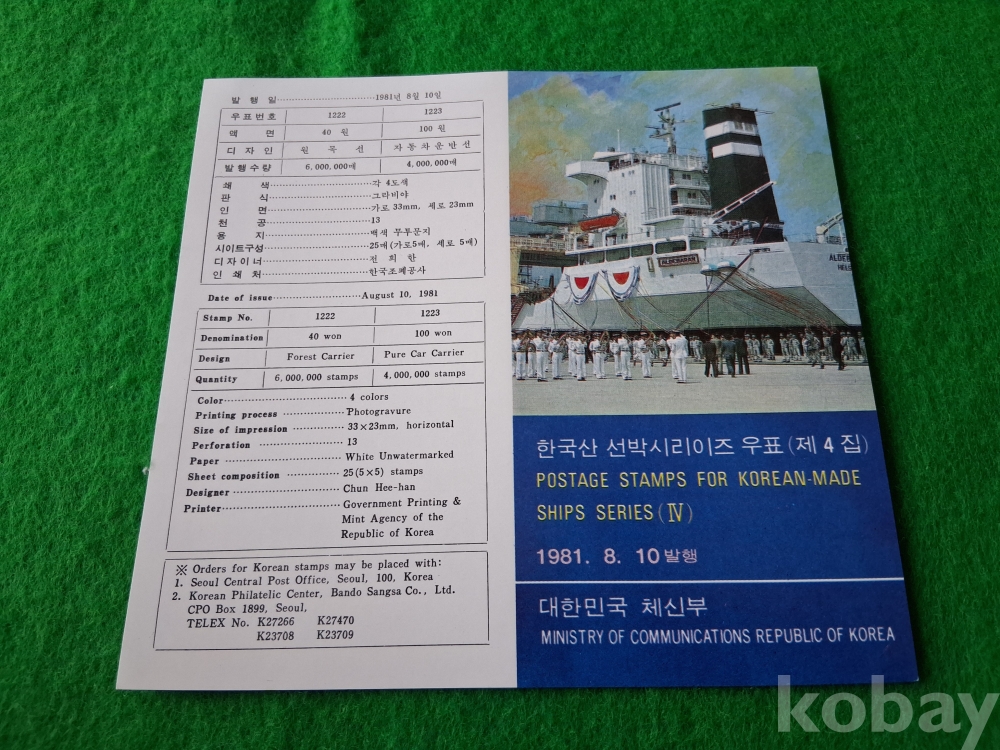 발 행 일 1981년 8월 10일
우표번호 1222 1223
액 면 40 원 100 원
디 자 인 원 목 선 자동차운반선
발행수량 6,000,000매 4,000,000매
쇄 색 각 4도색
판 식 그라비야
인 면 가로 33mm, 세로 23mm
천 공 13
용 지 백색 무투문지
시이트구성 25매(가로5매, 세로 5매)
디 자 이 너 전 희 한
인 쇄 처 한국조폐공사
Date of issue August 10, 1981
Stamp No. 1222 1223
Denomination 40 won 100 won
Design Forest Carrier Pure Car Carrier
Quantity 6,000,000 stamps 4,000,000 stamps
Color 4 colors
Printing process Photogravure
Size of impression 33×23mm, horizontal
Perforation 13
Paper White Unwatermarked
Sheet composition 25(5×5) stamps
Designer Chun Hee-han
Printer Government Printing &
Mint Agency of the
Republic of Korea
※ Orders for Korean stamps may be placed with:
1. Seoul Central Post Office, Seoul, 100, Korea
2. Korean Philatelic Center, Bando Sangsa Co., Ltd.
CPO Box 1899, Seoul,
TELEX No. K27266 K27470
K23708 K23709
ALDEBARAN
한국산 선박시리이즈 우표(제 4 집)
POSTAGE STAMPS FOR KOREAN-MADE
SHIPS SERIES(Ⅳ)
1981. 8. 10발행
대한민국 체신부
MINISTRY OF COMMUNICATIONS REPUBLIC OF KOREA
kobay